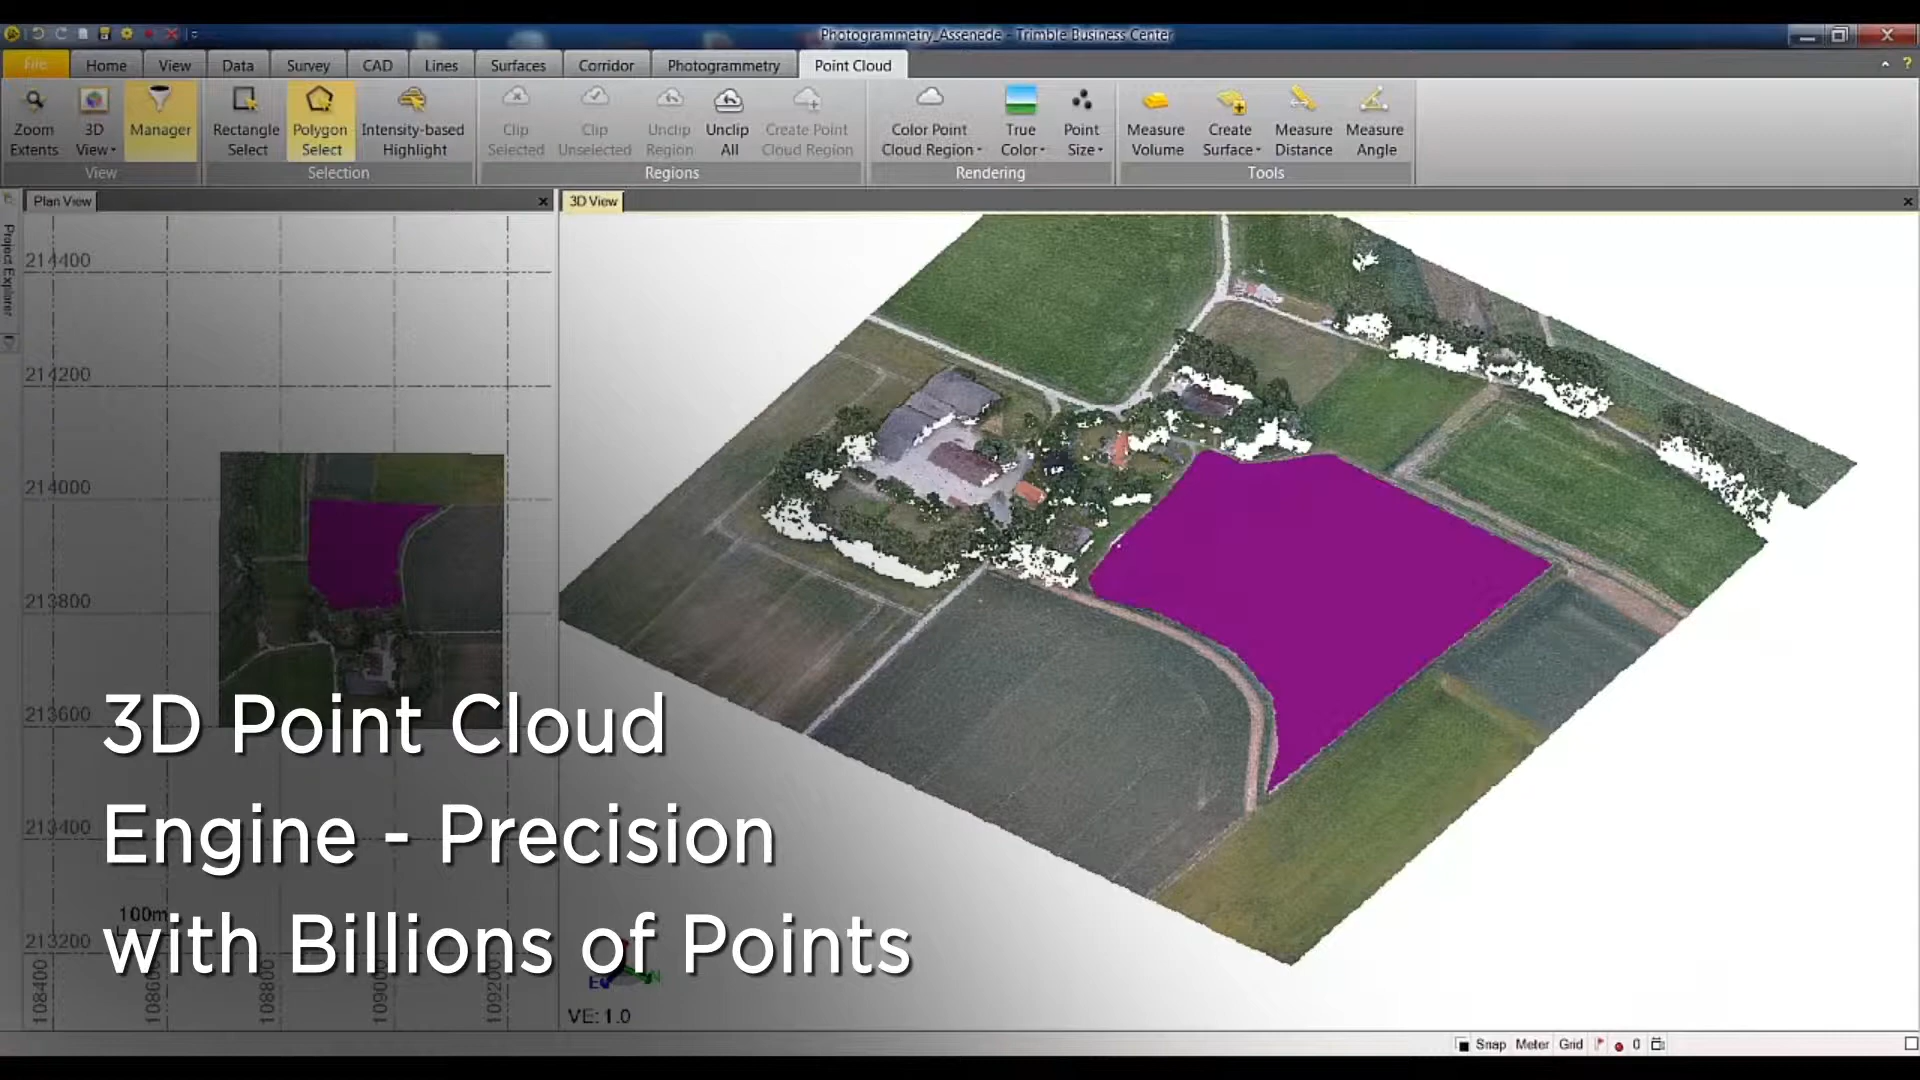 Photogrammetry_Assenede - Trimble Business Center
File Home View Data Survey CAD Lines Surfaces Corridor Photogrammetry Point Cloud
Zoom Extents
3D View
Manager
View
Rectangle Select
Polygon Select
Intensity-based Highlight
Selection
Clip Selected
Clip Unselected
Unclip Region
Unclip All
Create Point Cloud Region
Regions
Color Point Cloud Region
True Color
Point Size
Rendering
Measure Volume
Create Surface
Measure Distance
Measure Angle
Tools
Plan View
3D View
Project Explorer
214400
214200
214000
213800
213600
213400
213200
100m
108400 108600 108800 109000 109200
3D Point Cloud
Engine - Precision
with Billions of Points
E N
VE: 1.0
Snap Meter Grid 0